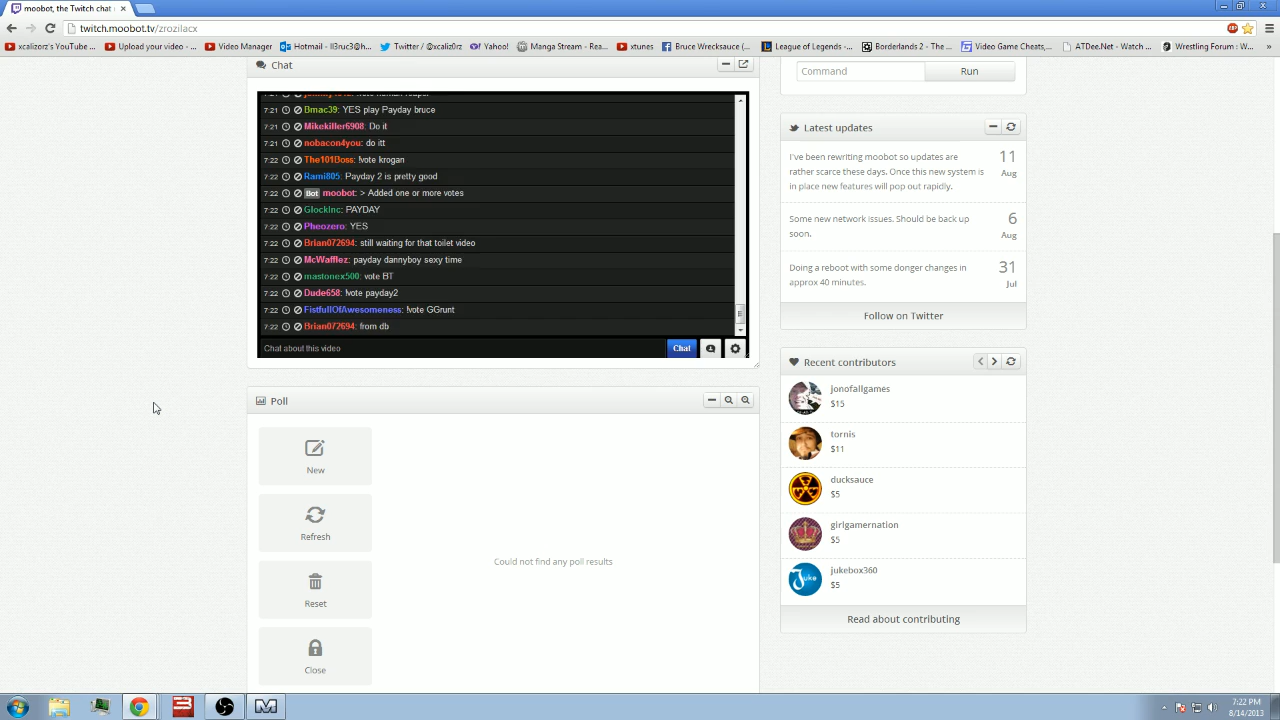 moobot, the Twitch chat
twitch.moobot.tv/zrozilacx
xcalizorz's YouTube ...
Upload your video - ...
Video Manager
Hotmail - ll3ruc3@h...
Twitter / @xcaliz0rz
Yahoo!
Manga Stream - Rea...
xtunes
Bruce Wrecksauce (...
League of Legends -...
Borderlands 2 - The ...
Video Game Cheats,...
ATDee.Net - Watch ...
Wrestling Forum : W...
»
Chat
7:21 Bmac39: YES play Payday bruce
7:21 Mikekiller6908: Do it
7:21 nobacon4you: do itt
7:22 The101Boss: !vote krogan
7:22 Rami805: Payday 2 is pretty good
7:22 Bot moobot: > Added one or more votes
7:22 GlockInc: PAYDAY
7:22 Pheozero: YES
7:22 Brian072694: still waiting for that toilet video
7:22 McWafflez: payday dannyboy sexy time
7:22 mastonex500: vote BT
7:22 Dude658: !vote payday2
7:22 FistfullOfAwesomeness: !vote GGrunt
7:22 Brian072694: from db
Chat about this video
Chat
Poll
New
Refresh
Reset
Close
Could not find any poll results
Command
Run
Latest updates
I've been rewriting moobot so updates are
rather scarce these days. Once this new system is
in place new features will pop out rapidly.
11
Aug
Some new network issues. Should be back up
soon.
6
Aug
Doing a reboot with some donger changes in
approx 40 minutes.
31
Jul
Follow on Twitter
Recent contributors
jonofallgames
$15
tornis
$11
ducksauce
$5
girlgamernation
$5
jukebox360
$5
Read about contributing
7:22 PM
8/14/2013